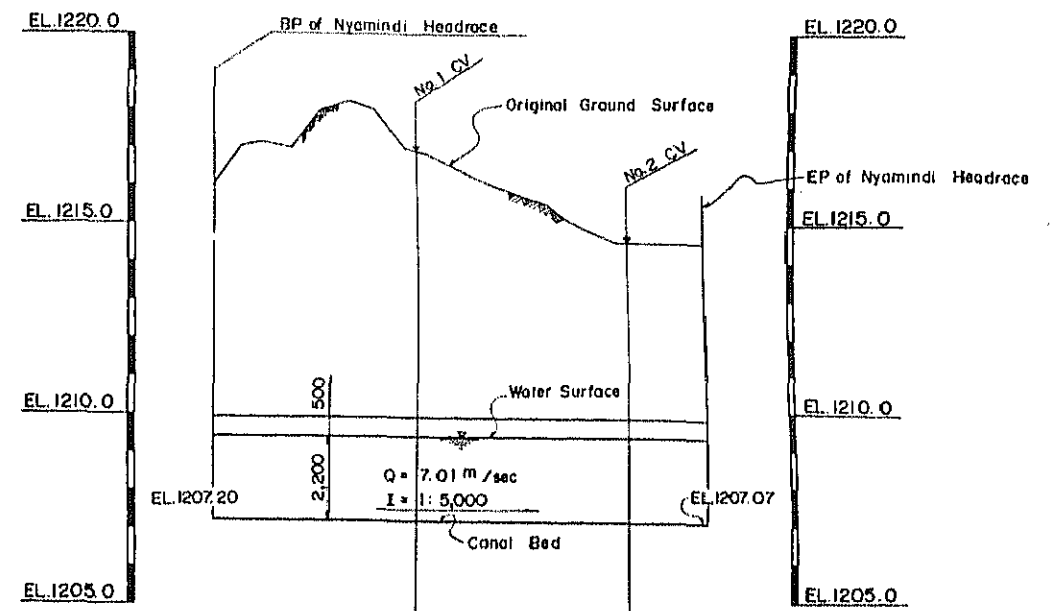 EL.1220.0
BP of Nyamindi Headrace
EL.1220.0
No.1 CV
Original Ground Surface
No.2 CV
EP of Nyamindi Headrace
EL.1215.0
EL.1215.0
500
Water Surface
EL.1210.0
EL.1210.0
2,200
Q = 7.01 m /sec
EL.1207.20
I = 1:5,000
EL.1207.07
Canal Bed
EL.1205.0
EL.1205.0